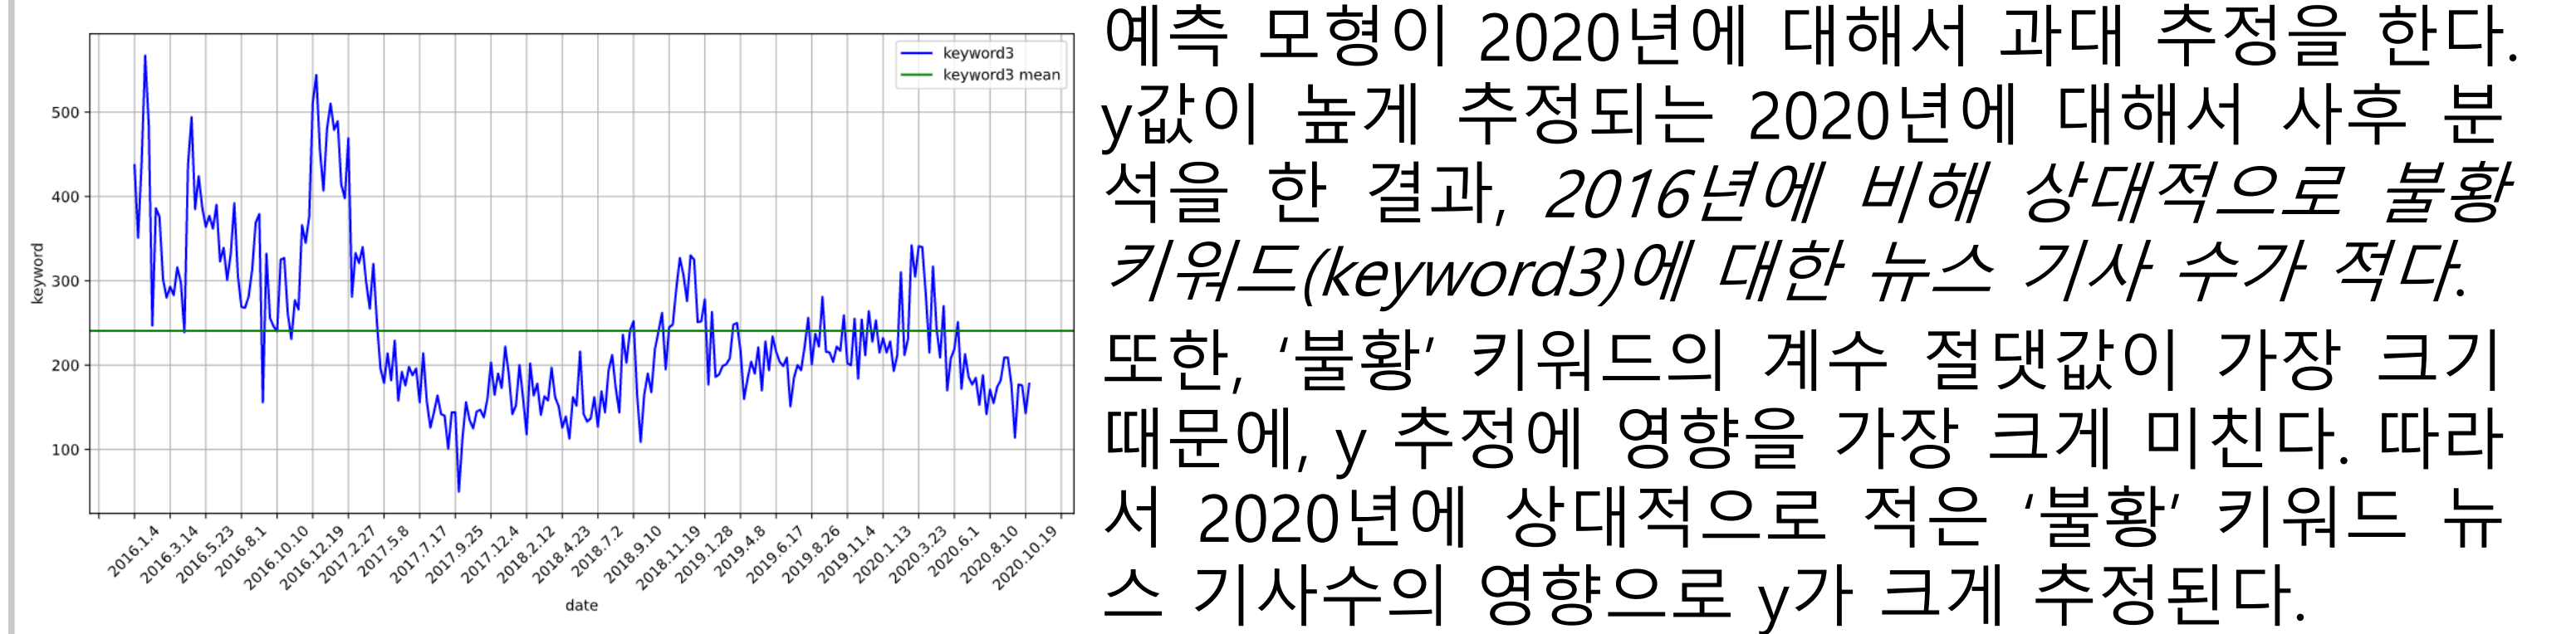 keyword3
keyword3 mean
500
400
300
200
100
keyword
2016.1.4
2016.3.14
2016.5.23
2016.8.1
2016.10.10
2016.12.19
2017.2.27
2017.5.8
2017.7.17
2017.9.25
2017.12.4
2018.2.12
2018.4.23
2018.7.2
2018.9.10
2018.11.19
2019.1.28
2019.4.8
2019.6.17
2019.8.26
2019.11.4
2020.1.13
2020.3.23
2020.6.1
2020.8.10
2020.10.19
date
예측 모형이 2020년에 대해서 과대 추정을 한다.
y값이 높게 추정되는 2020년에 대해서 사후 분
석을 한 결과, 2016년에 비해 상대적으로 불황
키워드(keyword3)에 대한 뉴스 기사 수가 적다.
또한, ‘불황’ 키워드의 계수 절댓값이 가장 크기
때문에, y 추정에 영향을 가장 크게 미친다. 따라
서 2020년에 상대적으로 적은 ‘불황’ 키워드 뉴
스 기사수의 영향으로 y가 크게 추정된다.